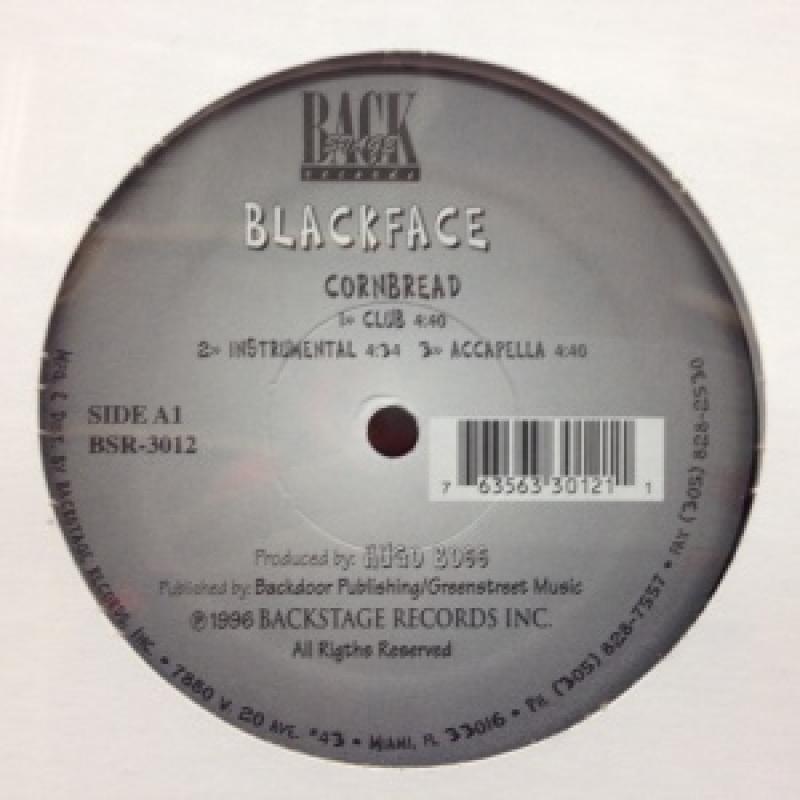 BACK
STAGE
records
BLACKFACE
CORNBREAD
1» CLUB 4:40
2» INSTRUMENTAL 4:34 3» ACCAPELLA 4:40
SIDE A1
BSR-3012
7 63563 30121 1
Produced by: HUGO BOSS
Published by: Backdoor Publishing/Greenstreet Music
℗1996 BACKSTAGE RECORDS INC.
All Rigths Reserved
MFG. & DIST. BY BACKSTAGE RECORDS, INC. • 7880 W. 20 AVE. #43 • MIAMI, FL 33016 • PH. (305) 828-7557 • FAX (305) 828-2530